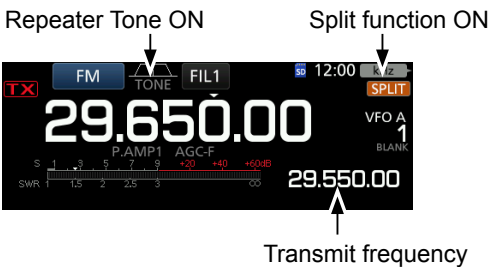 Repeater Tone ON Split function ON
FM TONE FIL1 SD 12:00
TX SPLIT
29.650.00 VFO A
1
P.AMP1 AGC-F BLANK
S 1 3 5 7 9 +20 +40 +60dB
SWR 1 1.5 2 2.5 3 ∞ 29.550.00
Transmit frequency